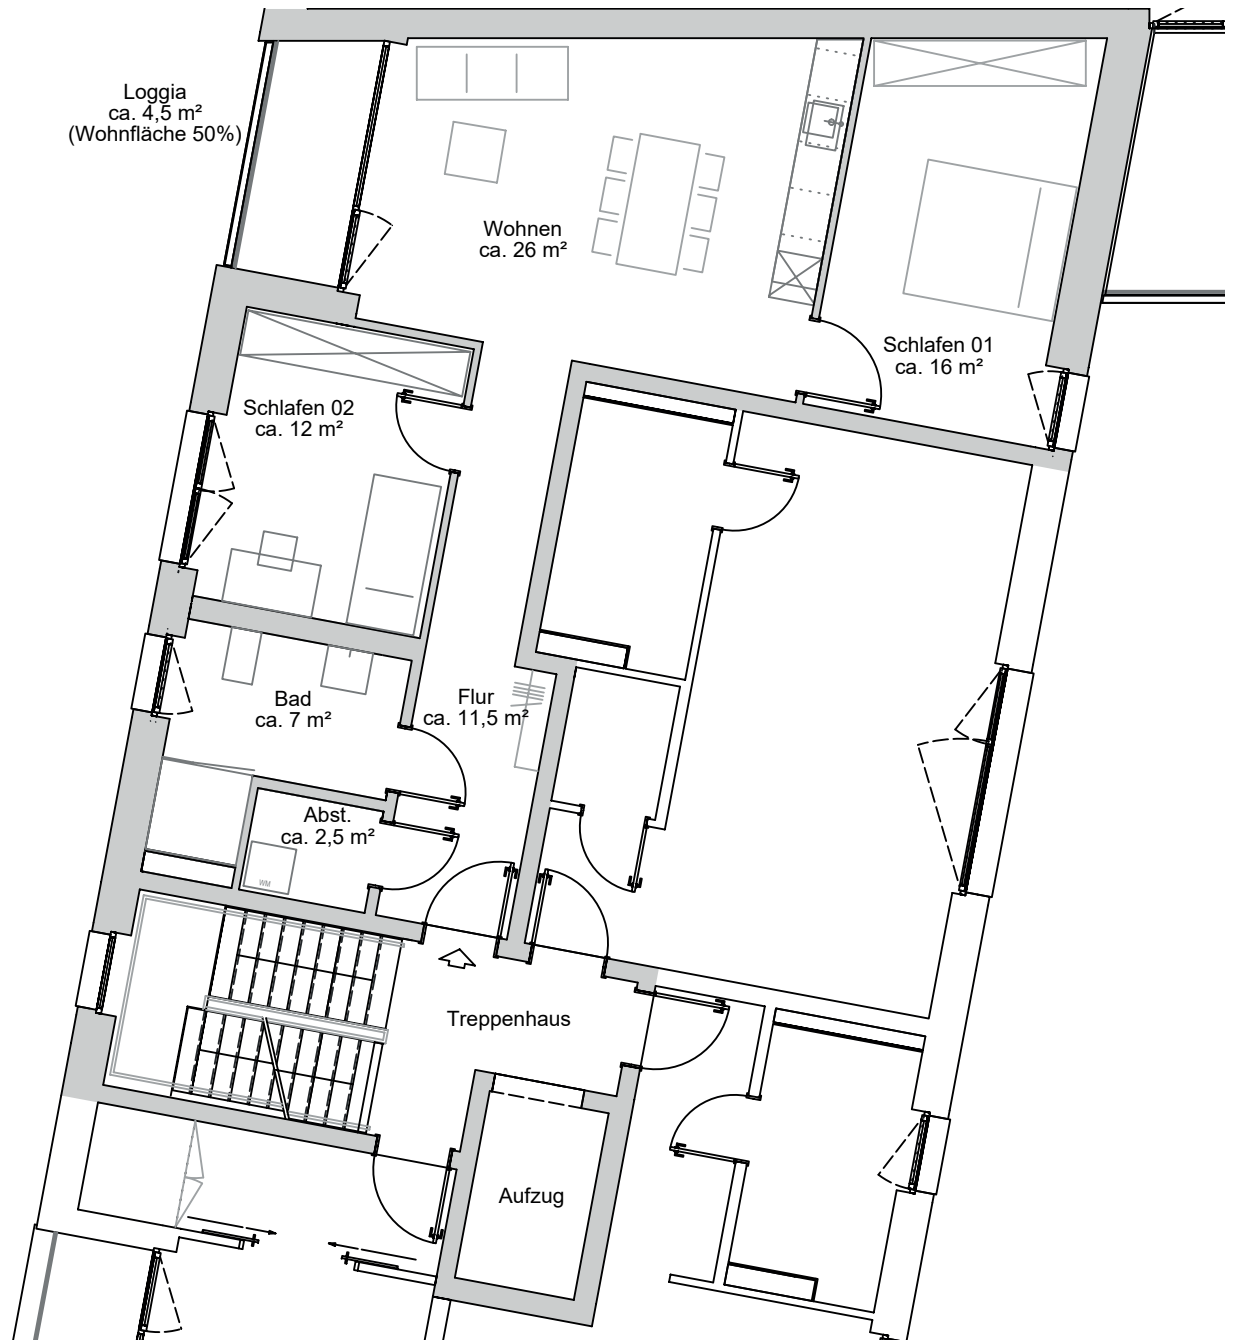 Loggia
ca. 4,5 m²
(Wohnfläche 50%)
Wohnen
ca. 26 m²
Schlafen 01
ca. 16 m²
Schlafen 02
ca. 12 m²
Bad
ca. 7 m²
Flur
ca. 11,5 m²
Abst.
ca. 2,5 m²
WM
Treppenhaus
Aufzug